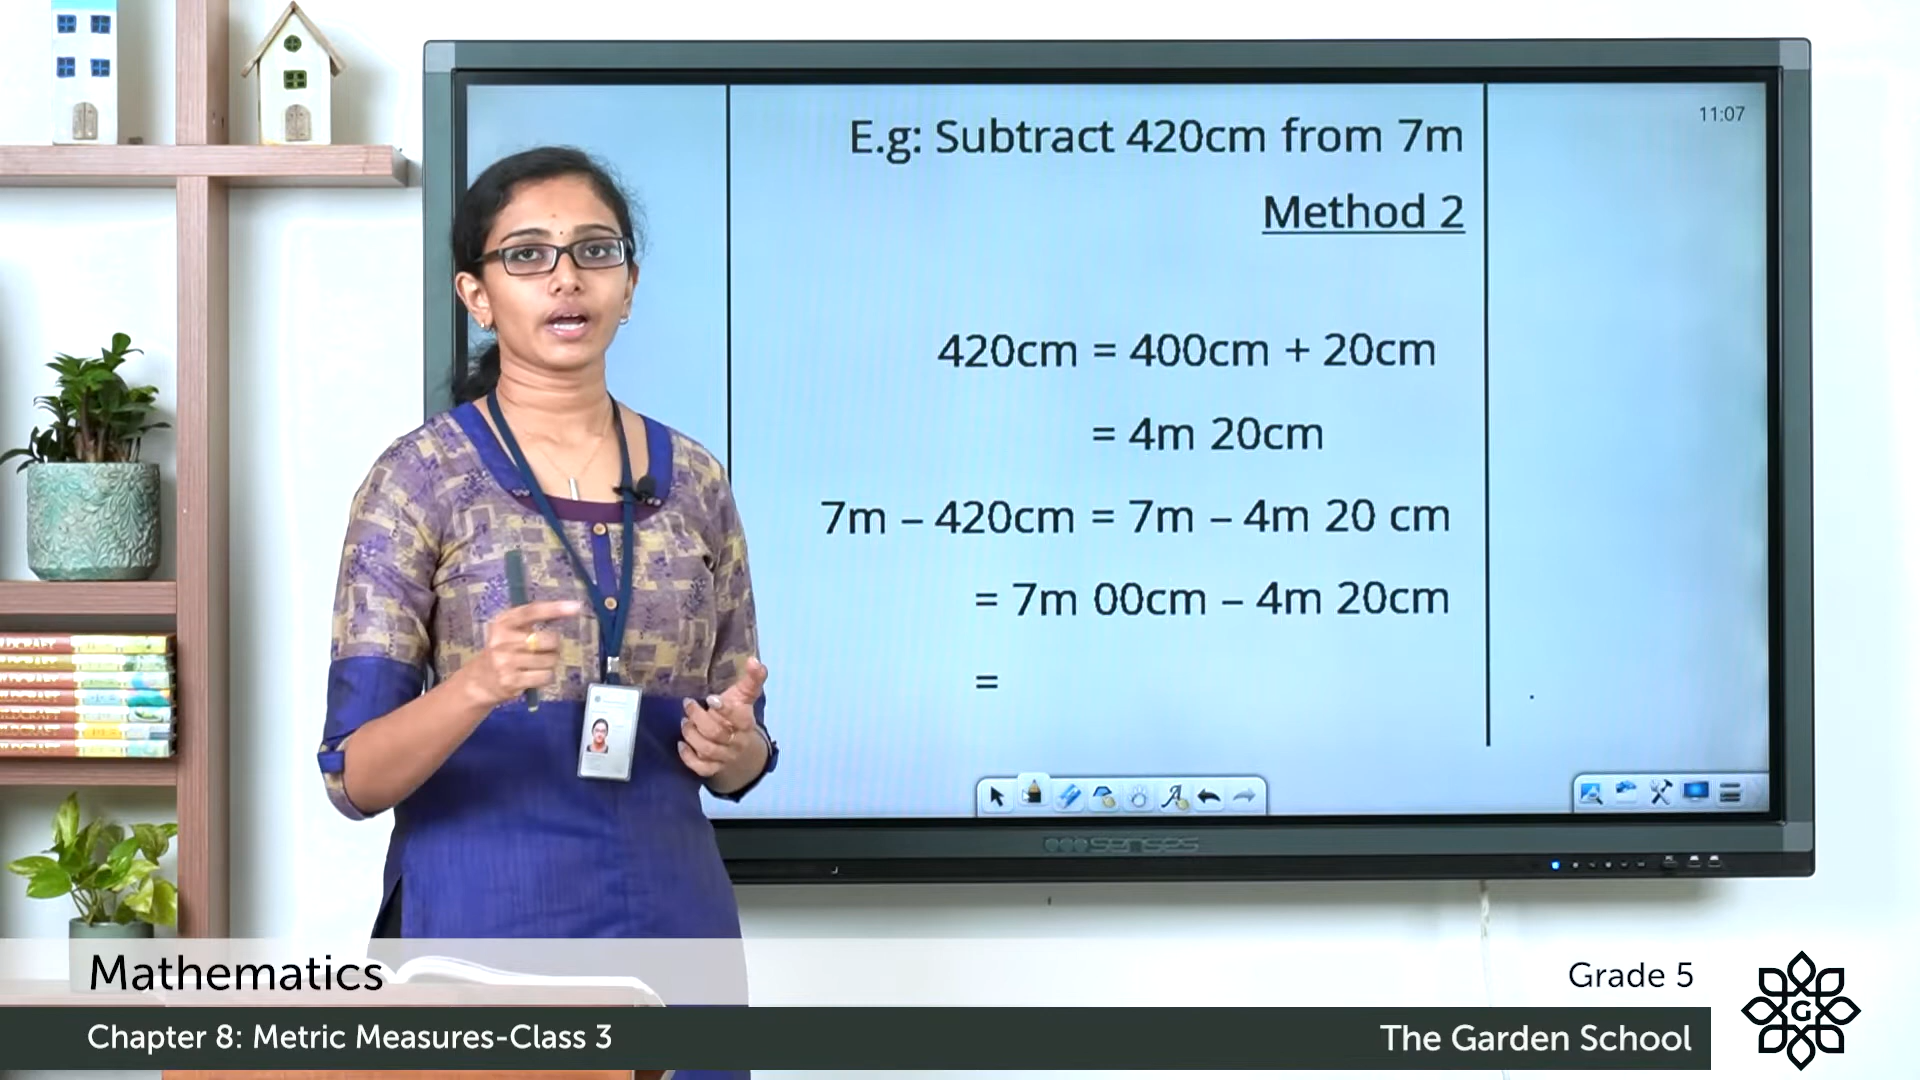 11:07
E.g: Subtract 420cm from 7m
Method 2
420cm = 400cm + 20cm
= 4m 20cm
7m – 420cm = 7m – 4m 20 cm
= 7m 00cm – 4m 20cm
=
senses
Mathematics
Grade 5
Chapter 8: Metric Measures-Class 3
The Garden School
G